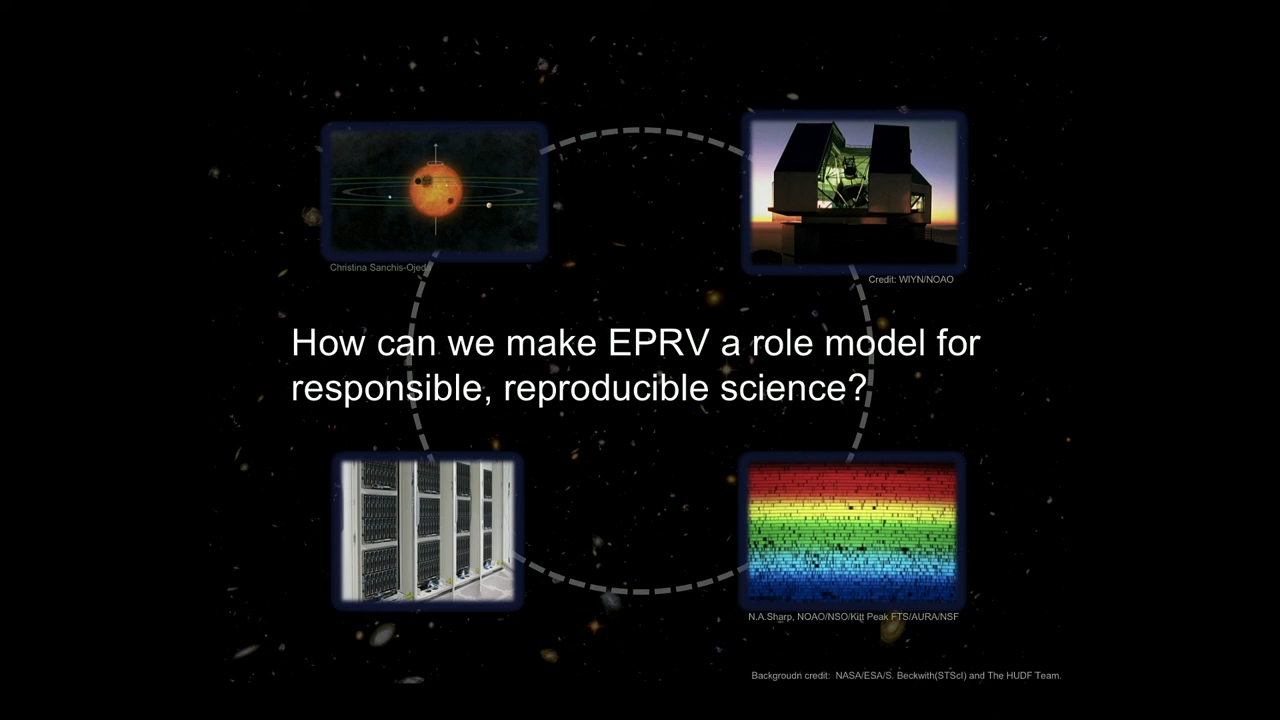 Christina Sanchis-Ojeda
Credit: WIYN/NOAO
How can we make EPRV a role model for
responsible, reproducible science?
N.A.Sharp, NOAO/NSO/Kitt Peak FTS/AURA/NSF
Backgroudn credit: NASA/ESA/S. Beckwith(STScI) and The HUDF Team.